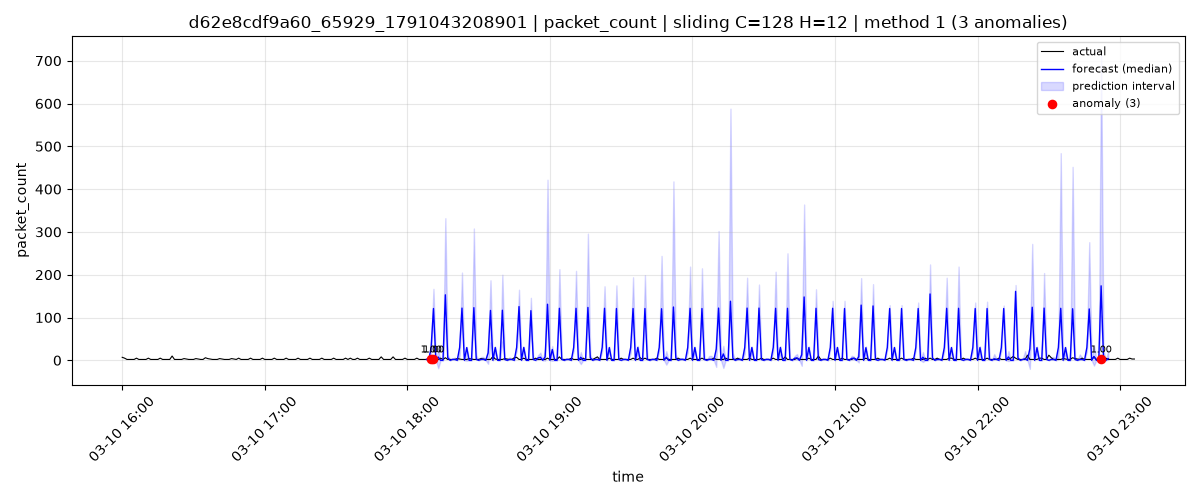 d62e8cdf9a60_65929_1791043208901 | packet_count | sliding C=128 H=12 | method 1 (3 anomalies)
actual
forecast (median)
prediction interval
anomaly (3)
700
600
500
400
300
200
100
0
packet_count
1.00
03-10 16:00
03-10 17:00
03-10 18:00
03-10 19:00
03-10 20:00
03-10 21:00
03-10 22:00
03-10 23:00
time